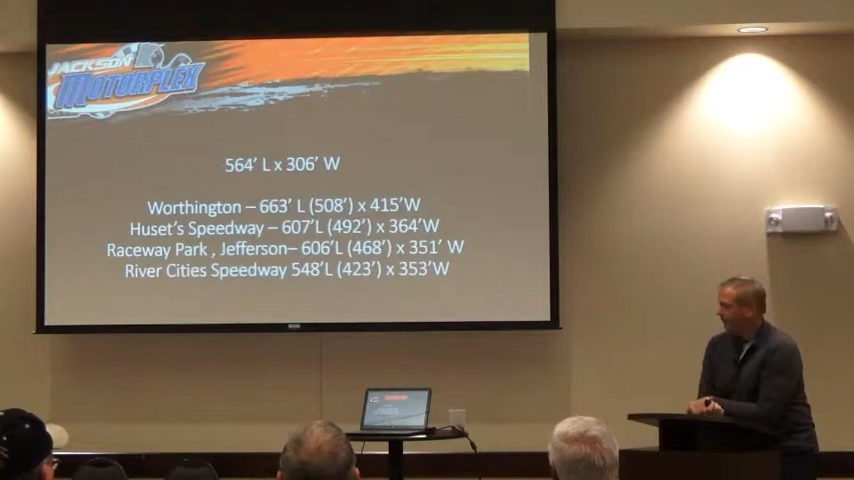 JACKSON
MOTORPLEX
564' L x 306' W
Worthington – 663' L (508') x 415'W
Huset's Speedway – 607'L (492') x 364'W
Raceway Park , Jefferson– 606'L (468') x 351' W
River Cities Speedway 548'L (423') x 353'W